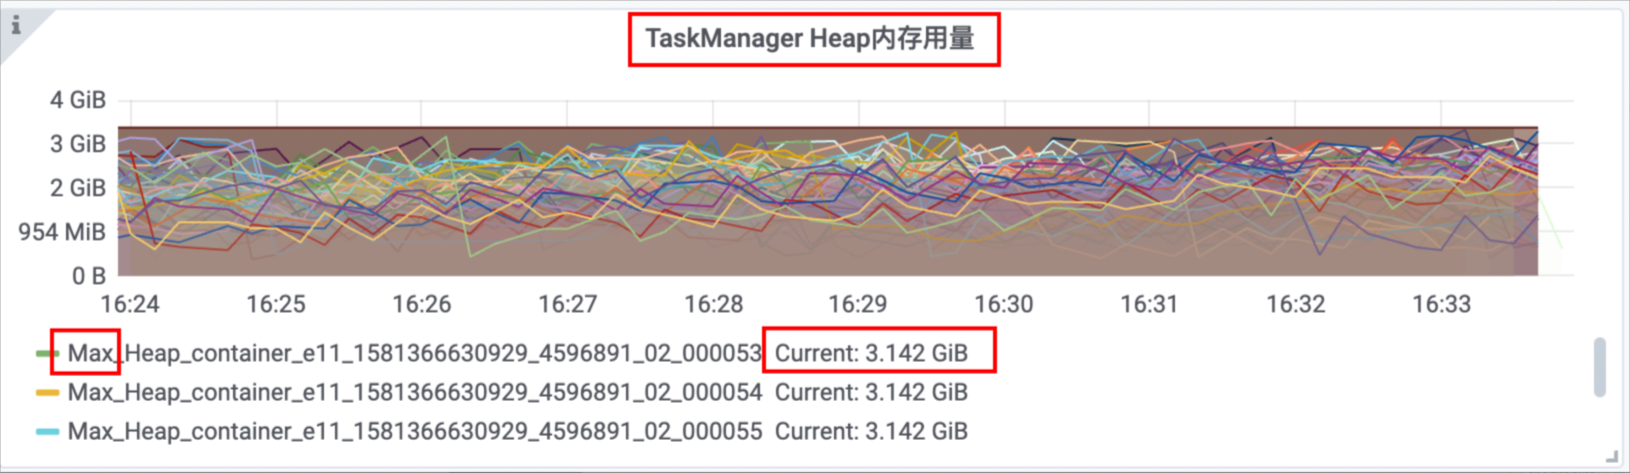 i
TaskManager Heap内存用量
4 GiB
3 GiB
2 GiB
954 MiB
0 B
16:24 16:25 16:26 16:27 16:28 16:29 16:30 16:31 16:32 16:33
Max_Heap_container_e11_1581366630929_4596891_02_000053 Current: 3.142 GiB
Max_Heap_container_e11_1581366630929_4596891_02_000054 Current: 3.142 GiB
Max_Heap_container_e11_1581366630929_4596891_02_000055 Current: 3.142 GiB